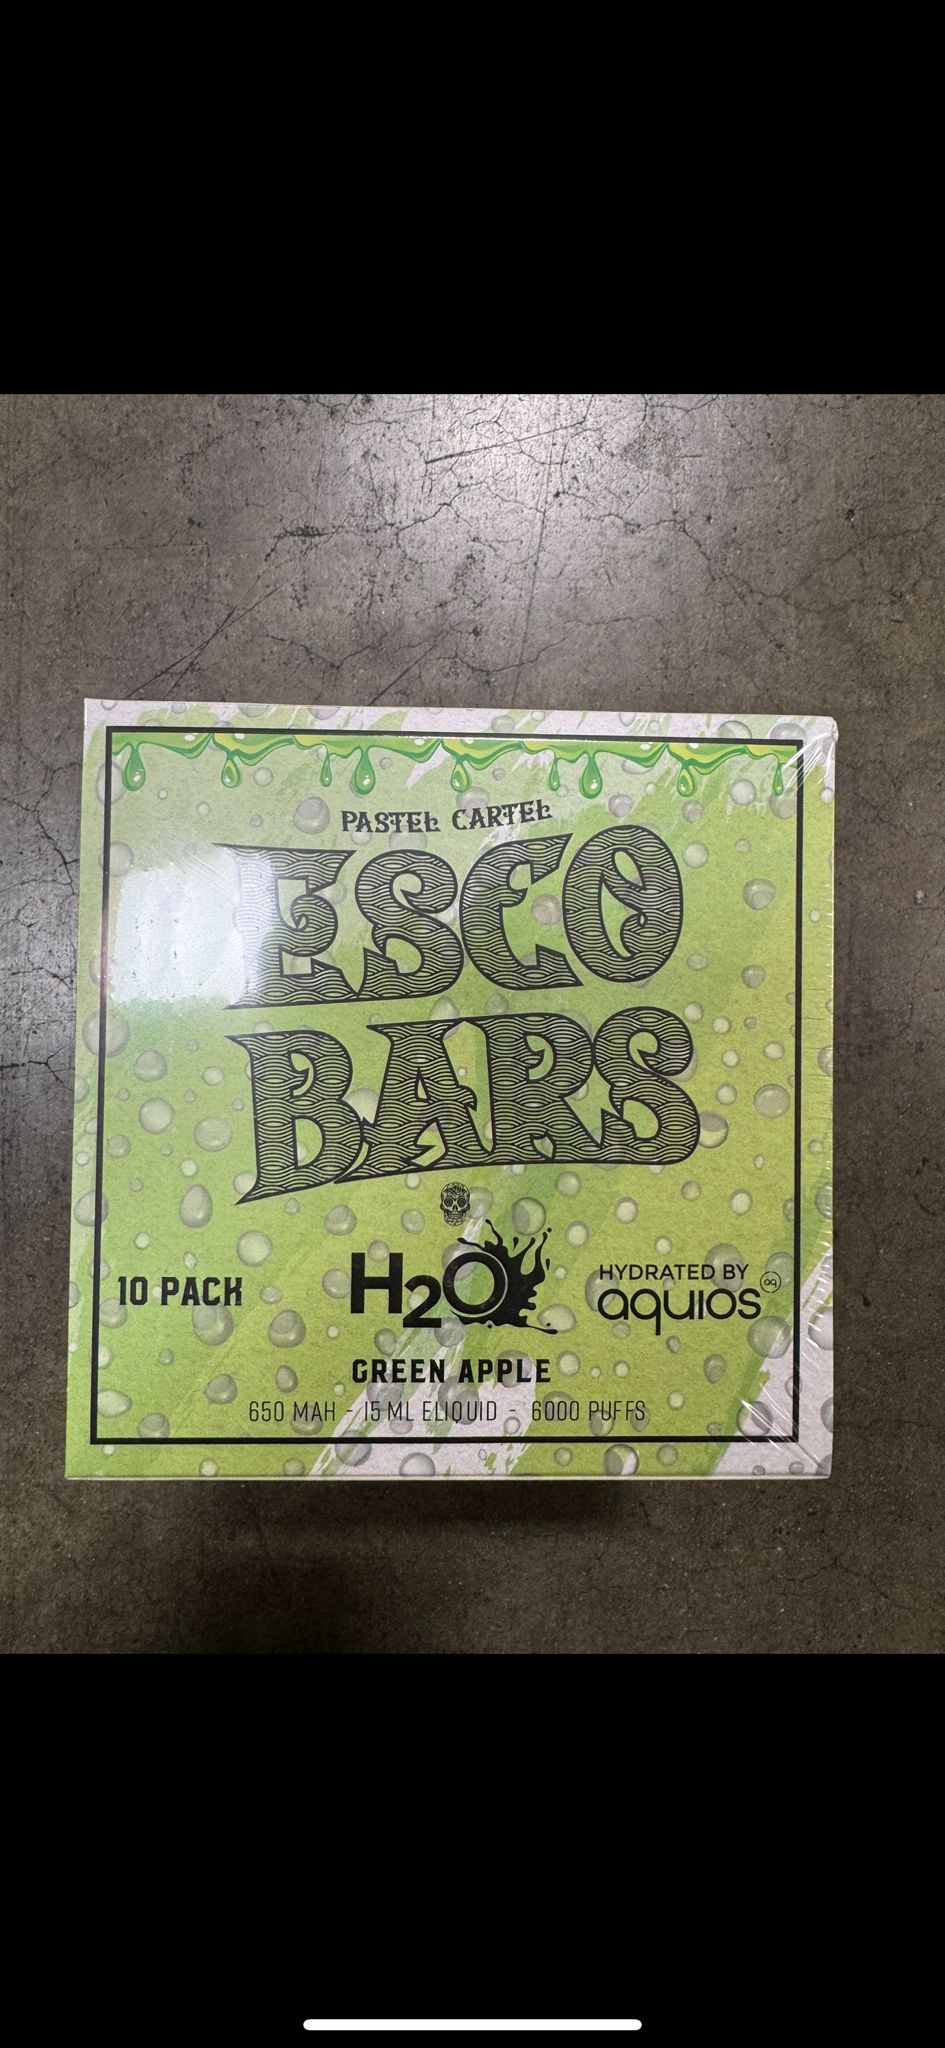 PASTEL CARTEL
ESCO
BARS
10 PACK
H2O
HYDRATED BY
aquios
aq
GREEN APPLE
650 MAH - 15 ML ELIQUID - 6000 PUFFS